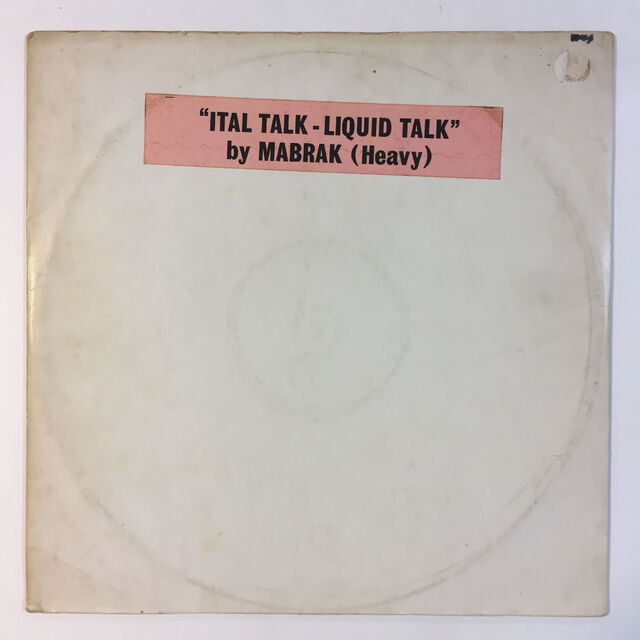 "ITAL TALK - LIQUID TALK"
by MABRAK (Heavy)